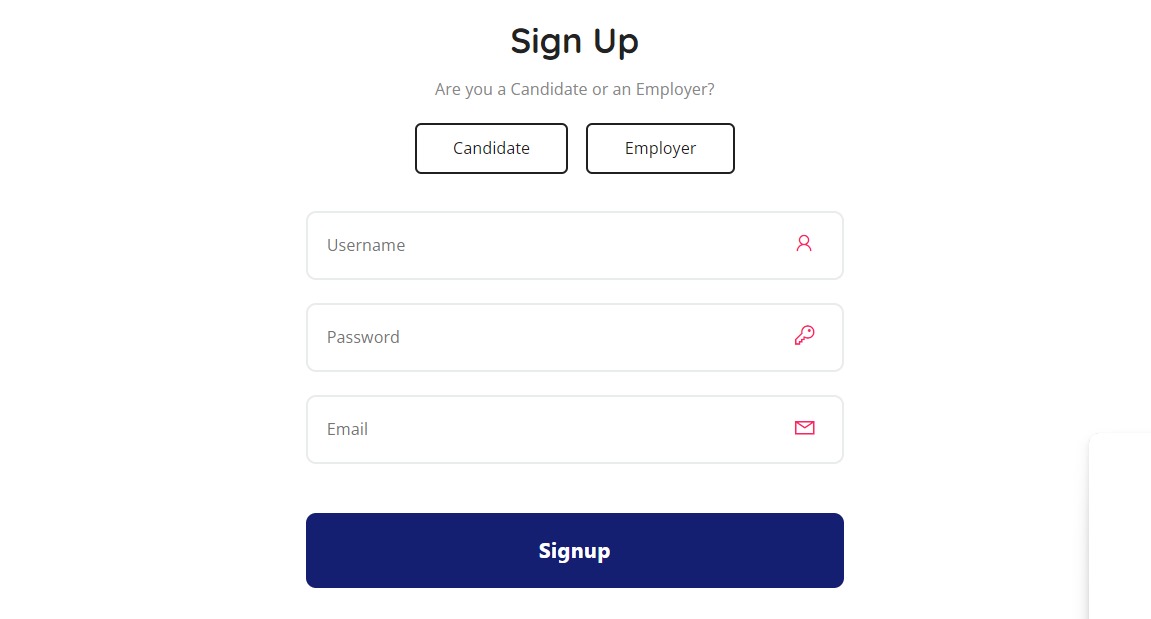 Sign Up
Are you a Candidate or an Employer?
Candidate Employer
Username
Password
Email
Signup